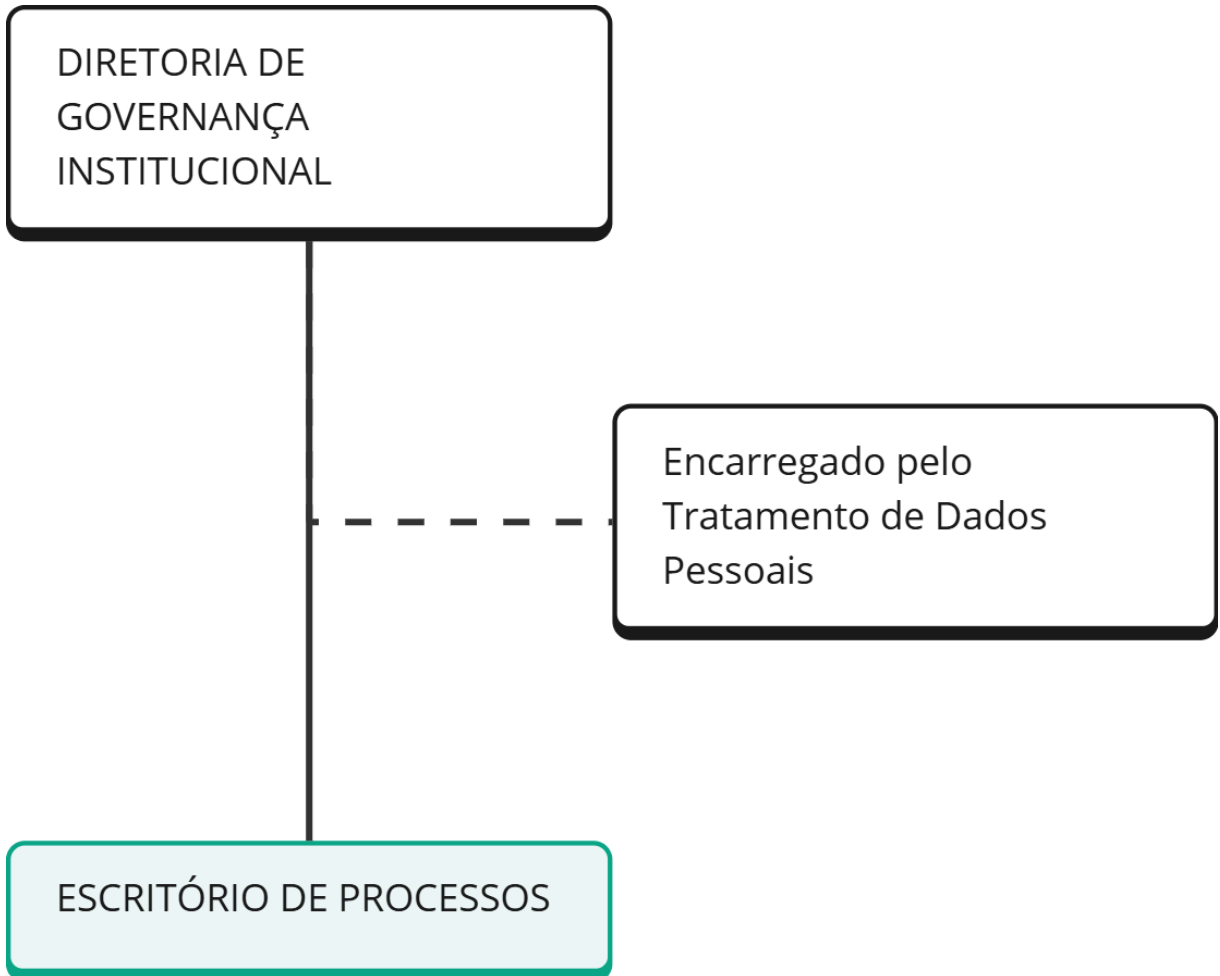 DIRETORIA DE
GOVERNANÇA
INSTITUCIONAL
Encarregado pelo
Tratamento de Dados
Pessoais
ESCRITÓRIO DE PROCESSOS